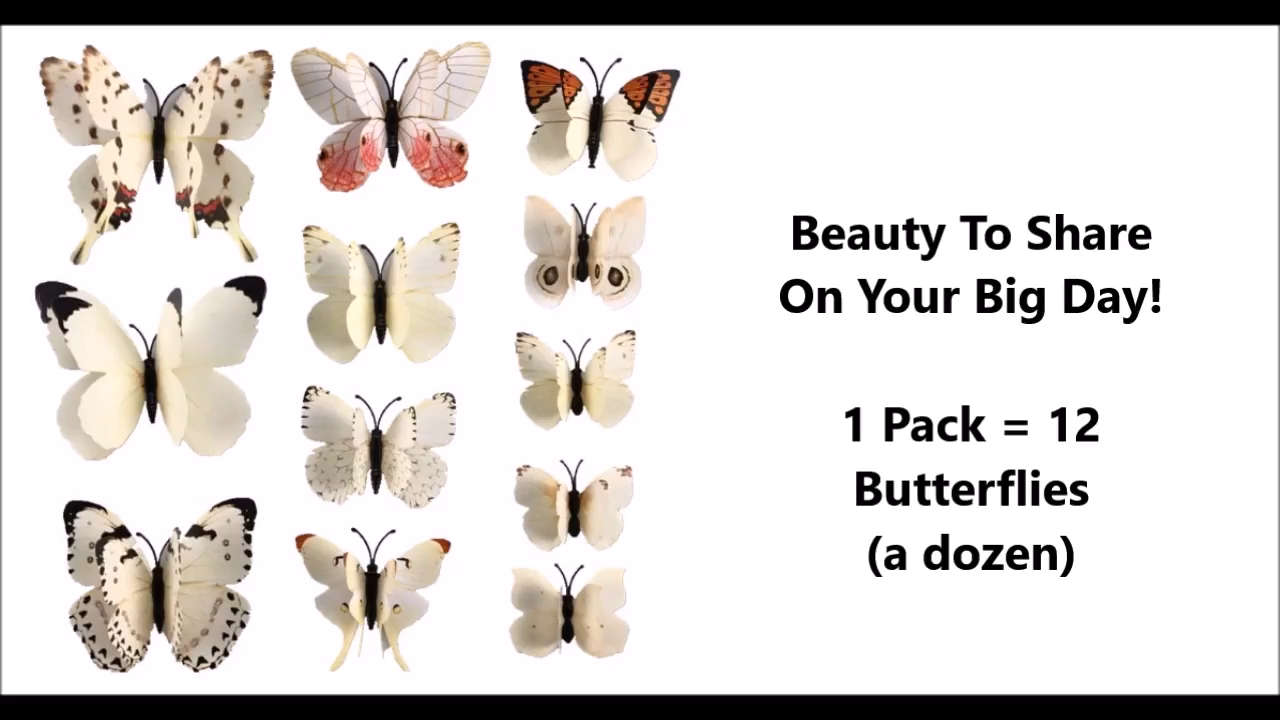 Beauty To Share
On Your Big Day!
1 Pack = 12
Butterflies
(a dozen)